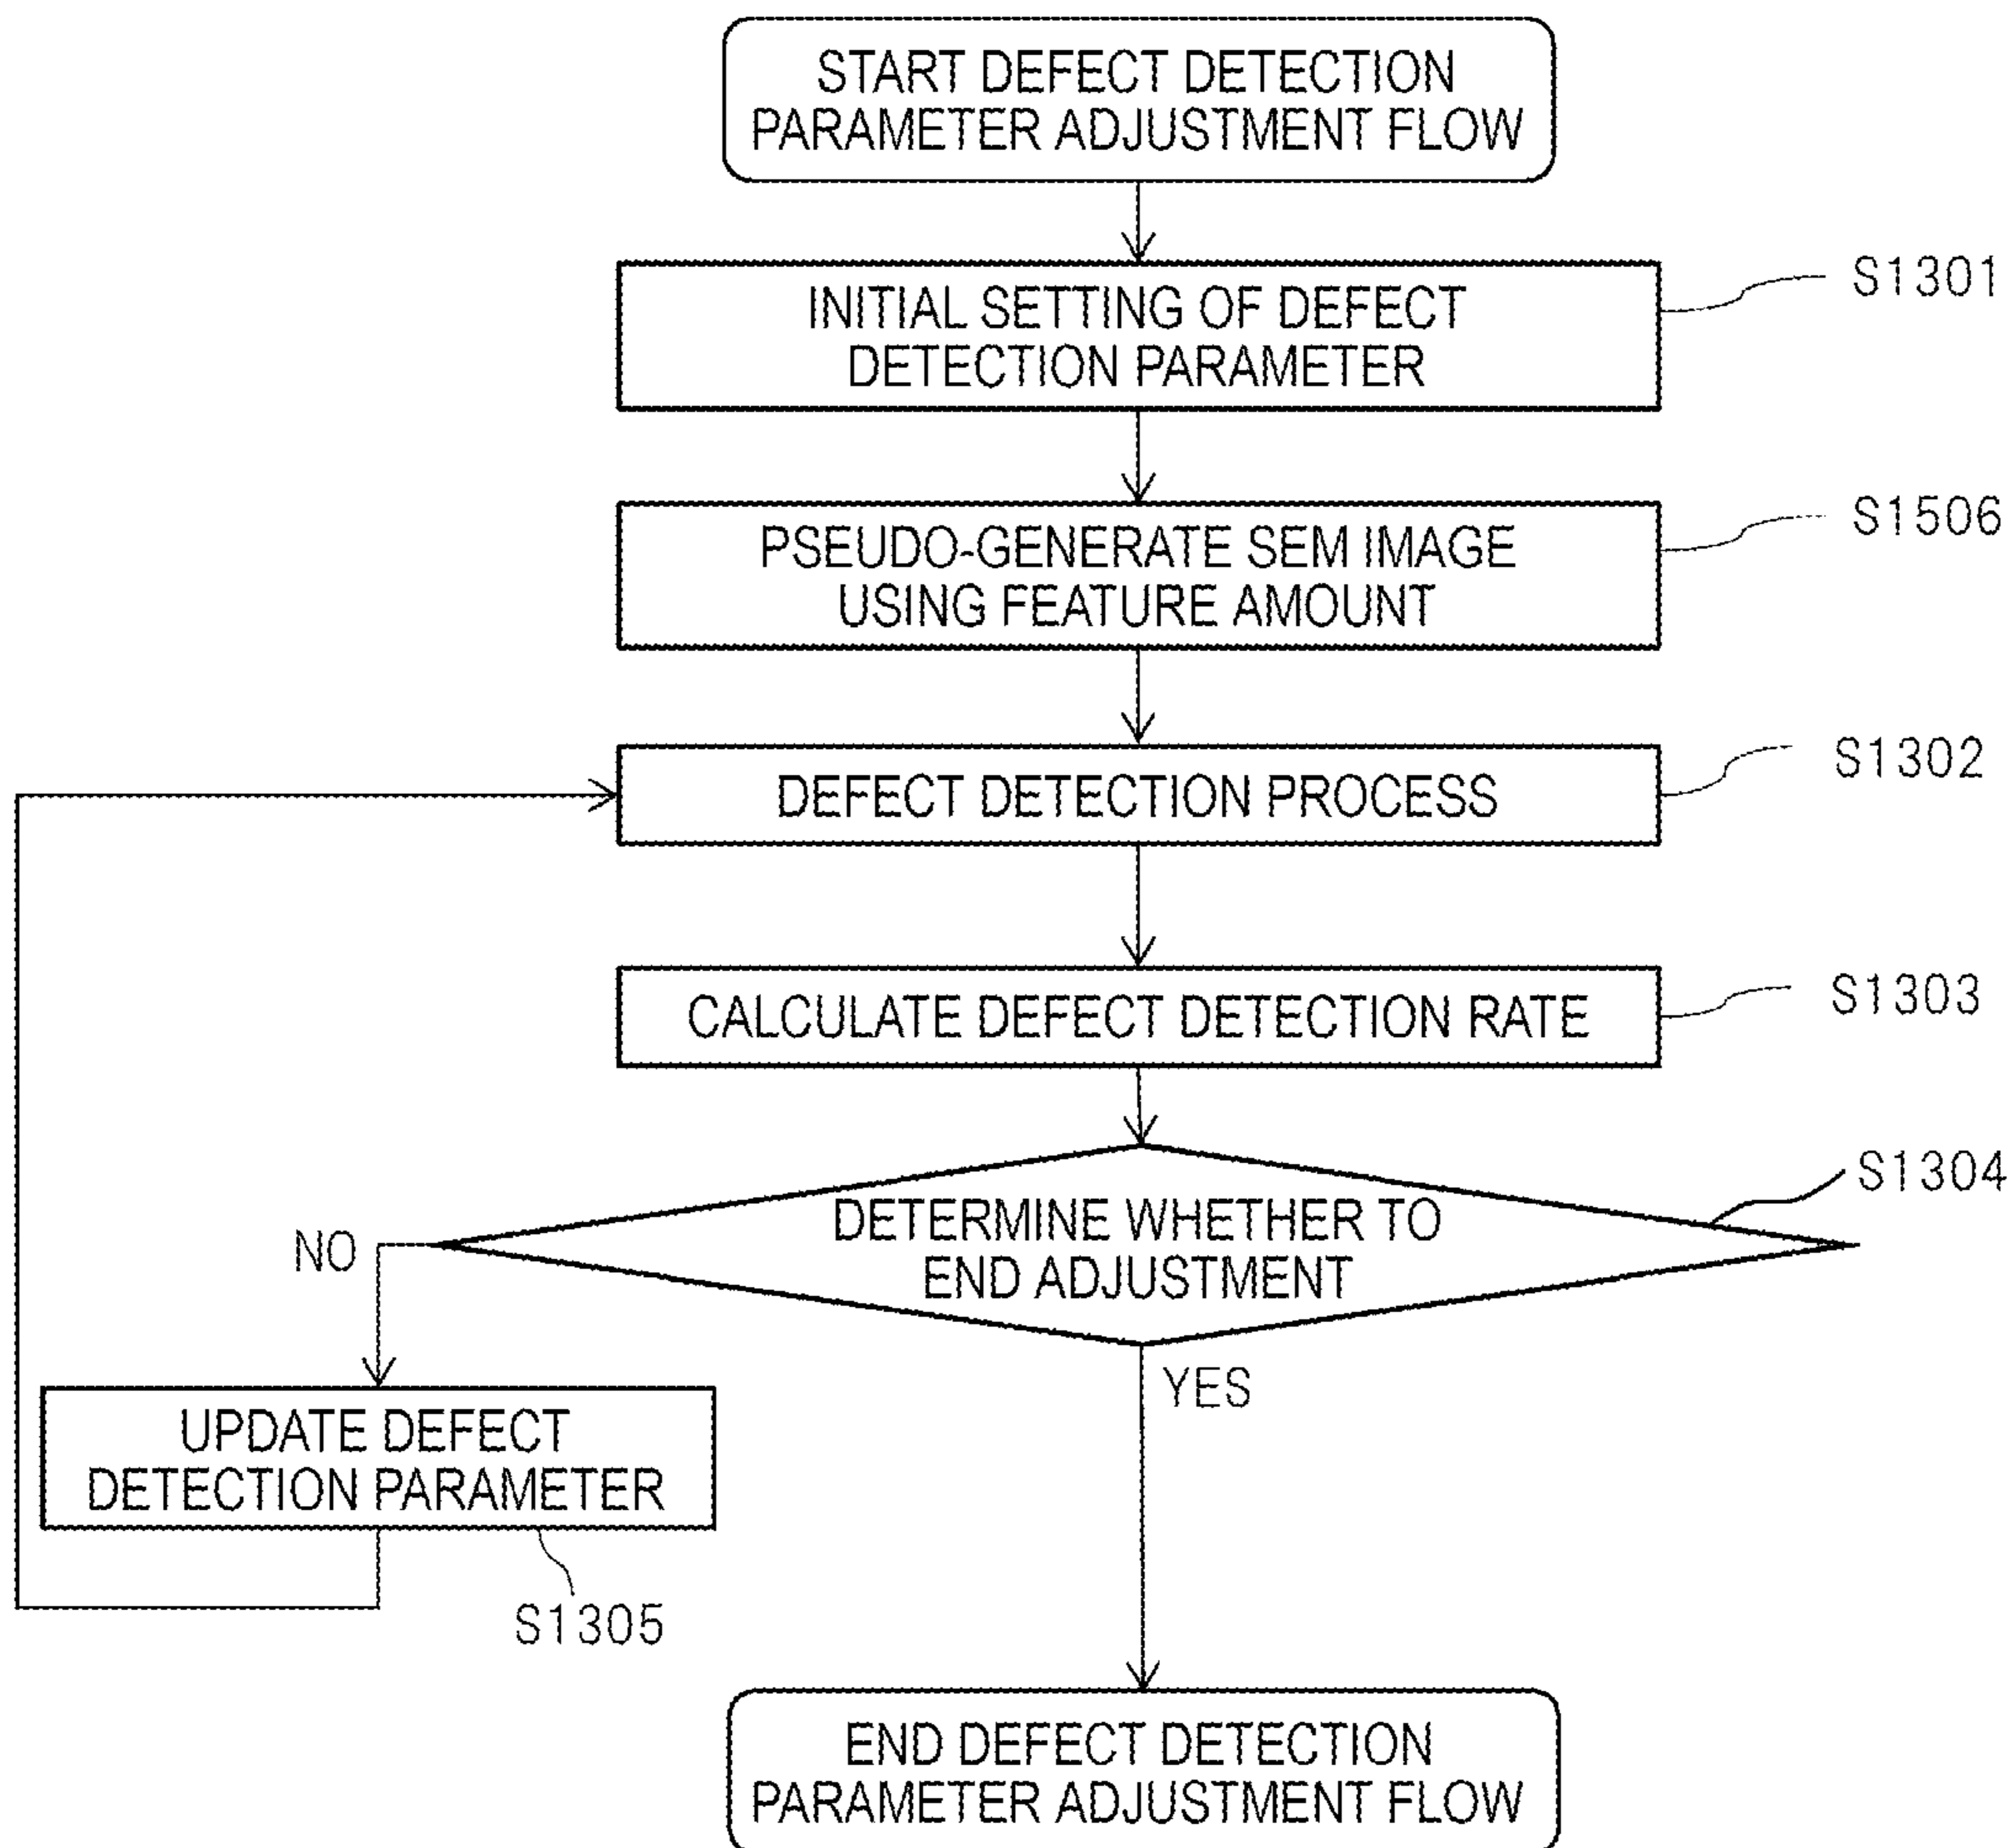 START DEFECT DETECTION
PARAMETER ADJUSTMENT FLOW
INITIAL SETTING OF DEFECT
DETECTION PARAMETER
S1301
PSEUDO-GENERATE SEM IMAGE
USING FEATURE AMOUNT
S1506
DEFECT DETECTION PROCESS
S1302
CALCULATE DEFECT DETECTION RATE
S1303
DETERMINE WHETHER TO
END ADJUSTMENT
S1304
NO
YES
UPDATE DEFECT
DETECTION PARAMETER
S1305
END DEFECT DETECTION
PARAMETER ADJUSTMENT FLOW